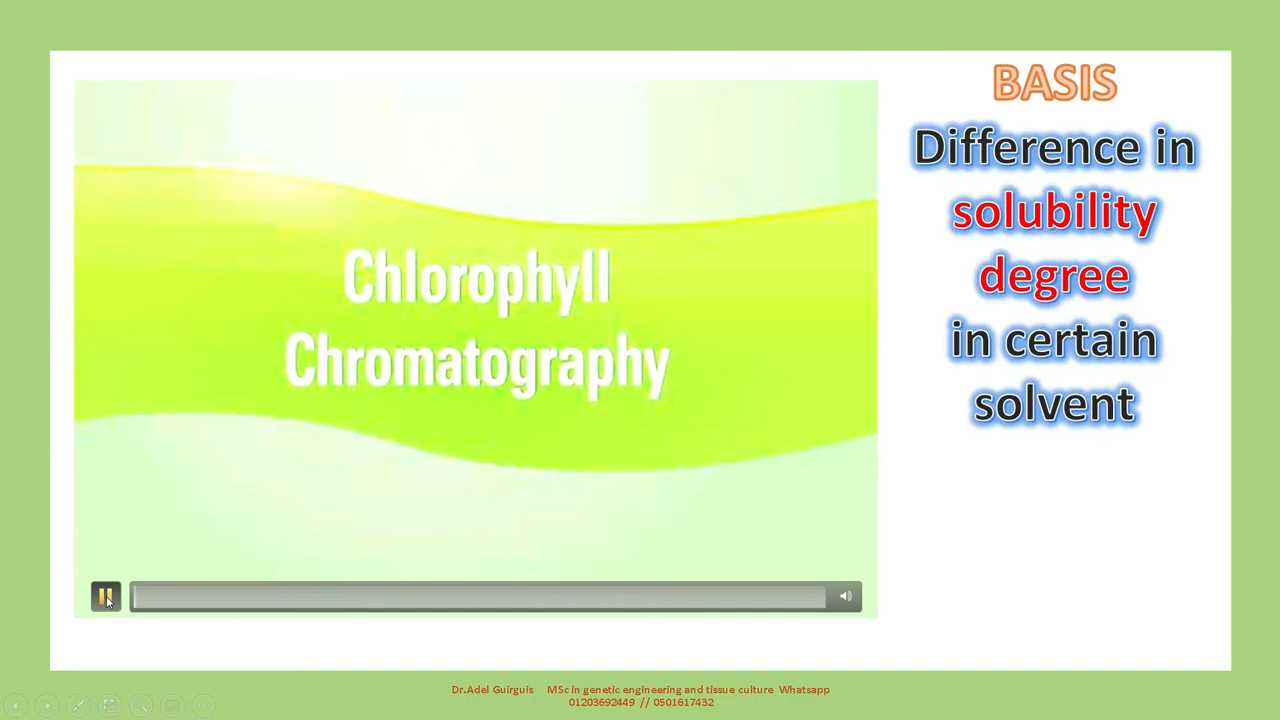 Chlorophyll
Chromatography
BASIS
Difference in
solubility
degree
in certain
solvent
Dr.Adel Guirguis MSc in genetic engineering and tissue culture Whatsapp
01203692449 // 0501617432